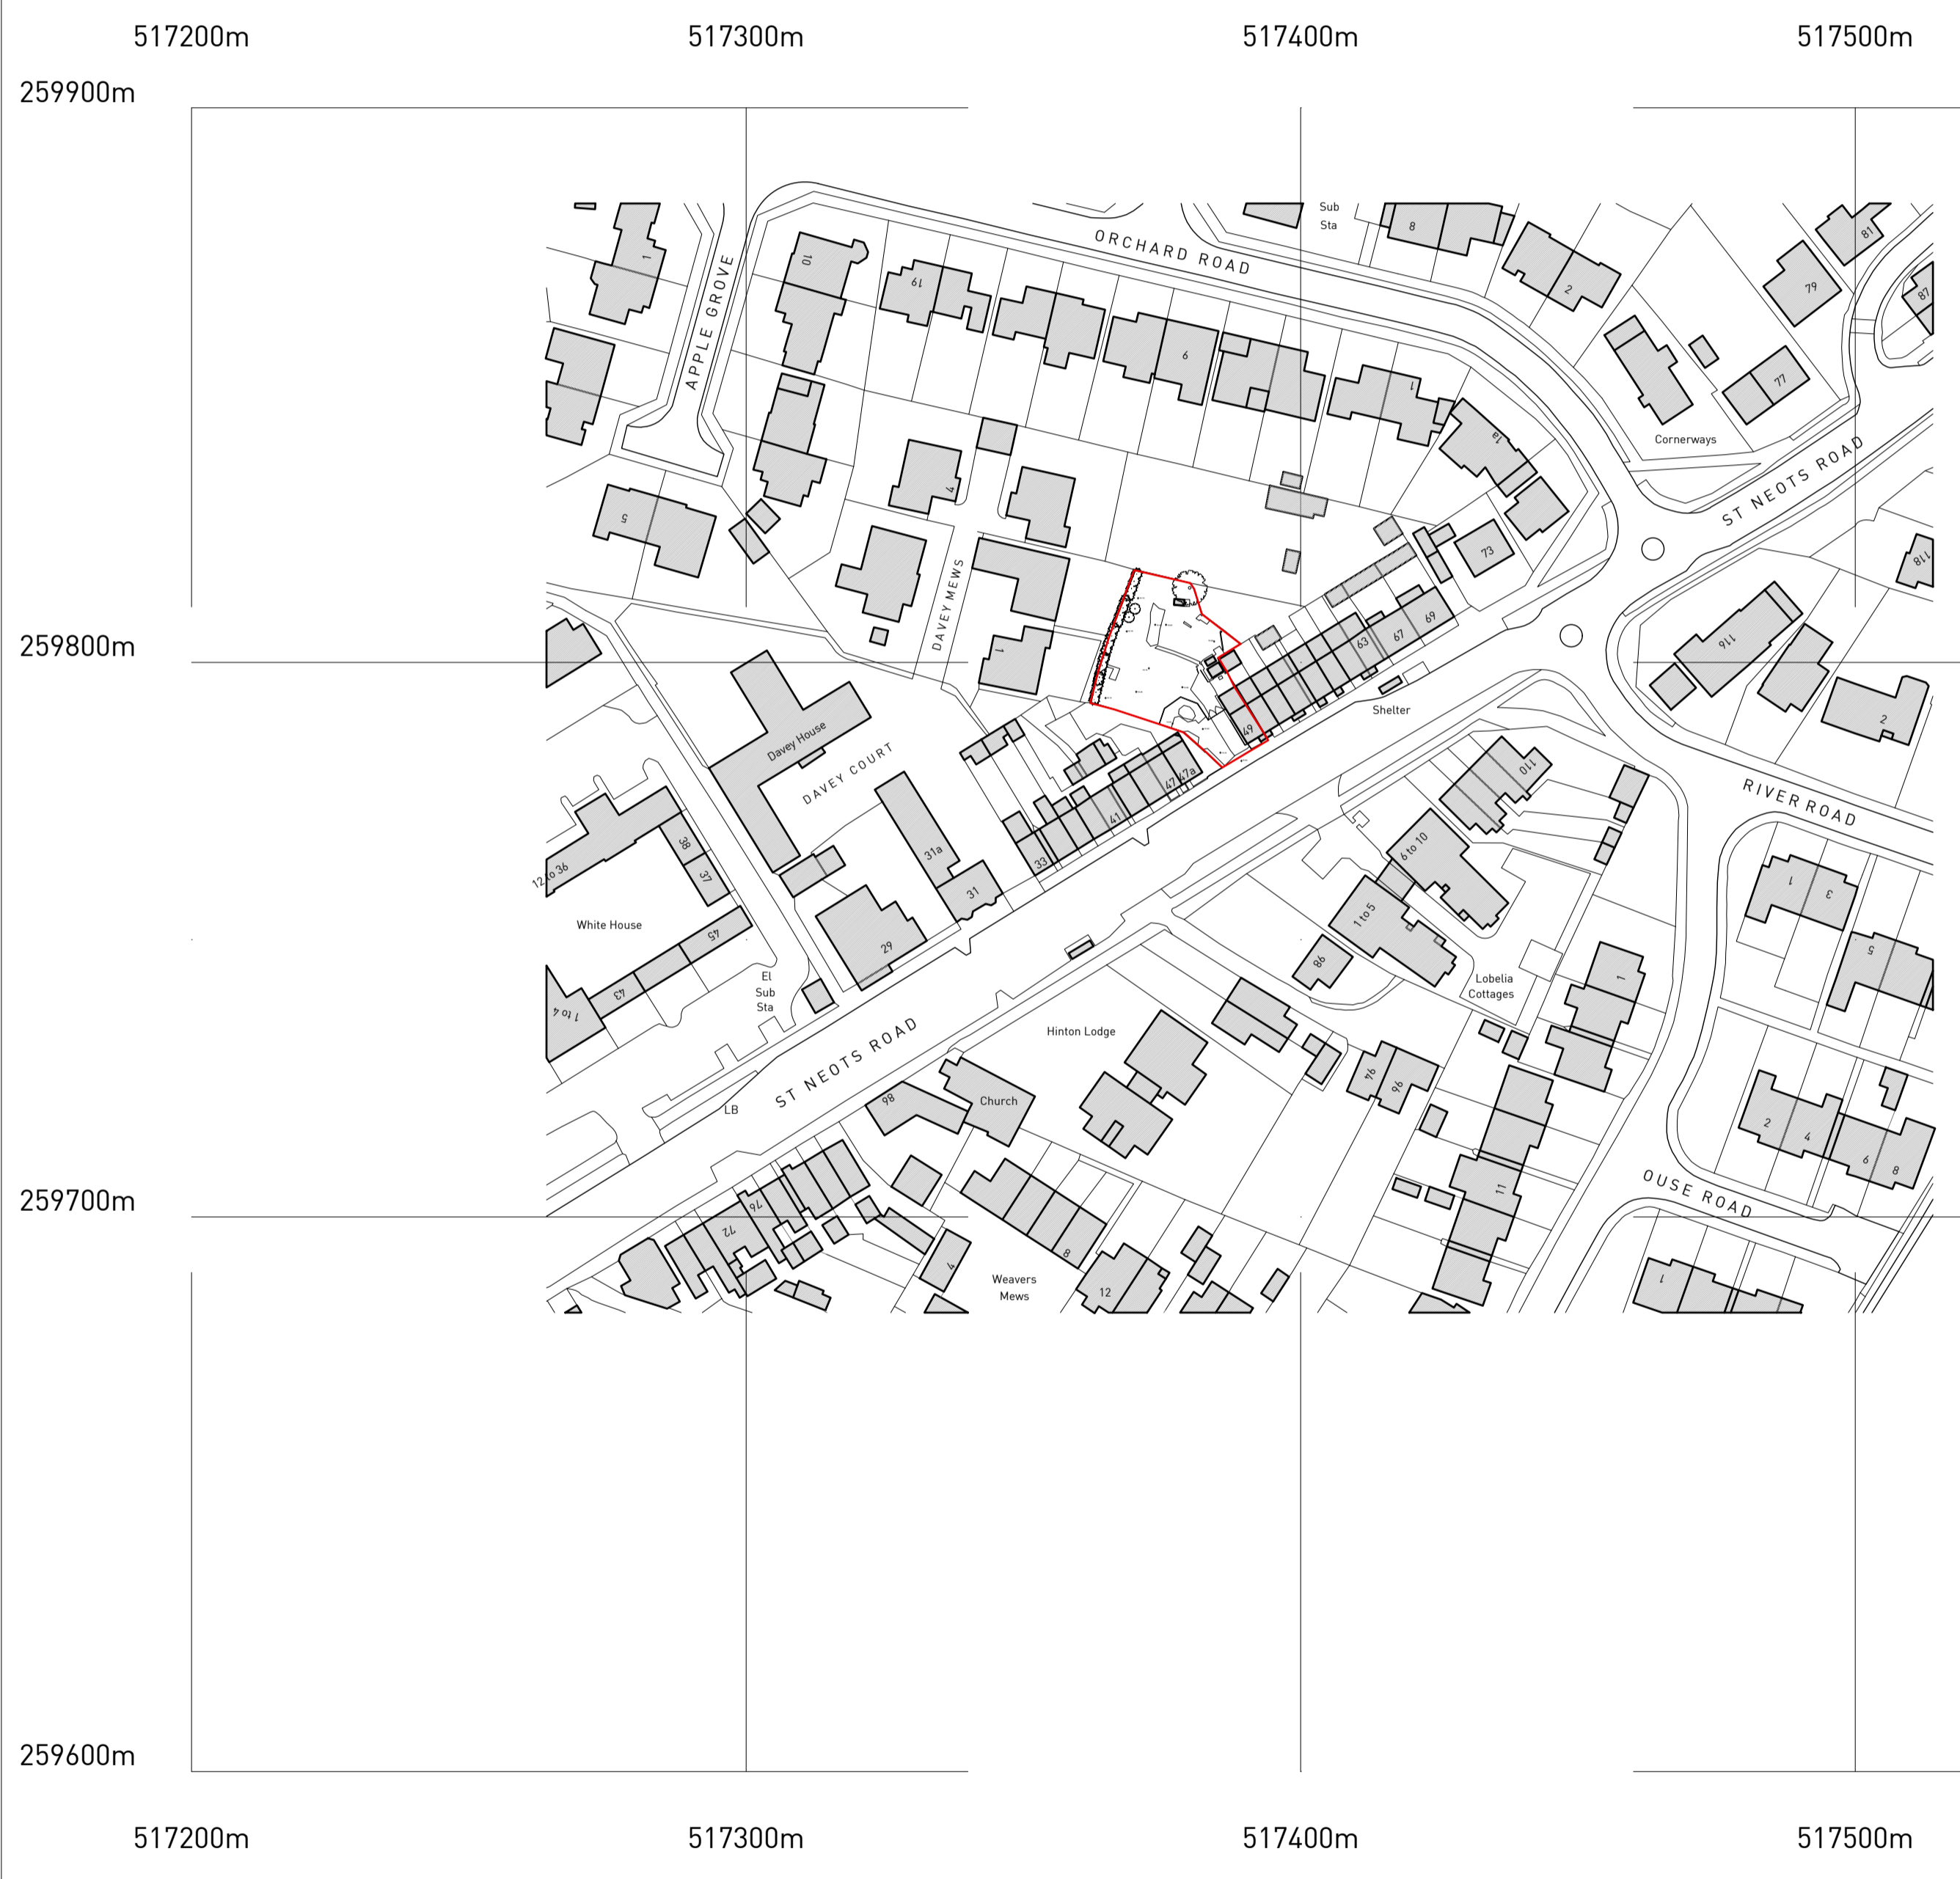 517200m
517300m
517400m
517500m
259900m
Sub
Sta
8
81
ORCHARD ROAD
1
10
19
2
79
87
APPLE GROVE
6
1
77
1a
Cornerways
4
ST NEOTS ROAD
5
73
118
DAVEY MEWS
69
67
63
116
259800m
1
Shelter
49
2
Davey House
DAVEY COURT
47
47a
110
RIVER ROAD
41
38
31a
33
6 to 10
37
12 to 36
31
1
3
White House
1 to 5
45
29
5
86
El
Sub
Sta
43
1 to 4
Lobelia
Cottages
1
Hinton Lodge
ST NEOTS ROAD
94
96
98
Church
LB
2
4
6
8
11
OUSE ROAD
259700m
76
72
8
4
Weavers
Mews
12
1
259600m
517200m
517300m
517400m
517500m